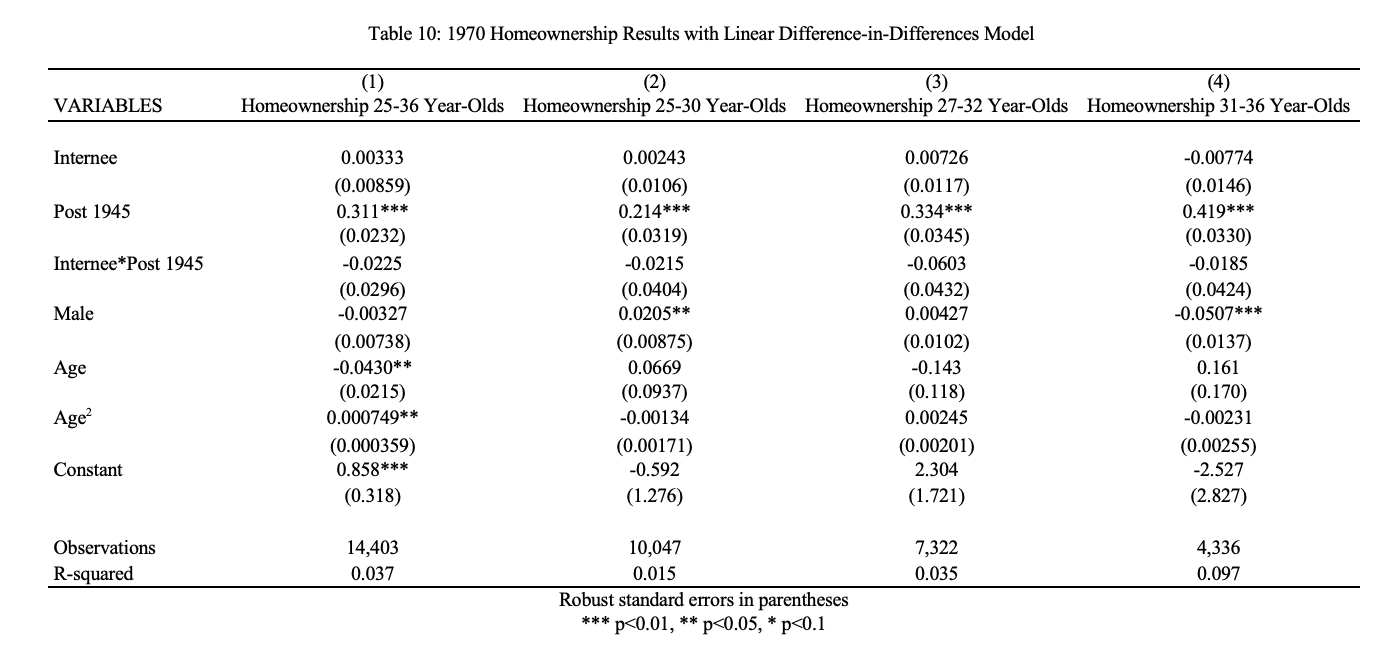 Table 10: 1970 Homeownership Results with Linear Difference-in-Differences Model
(1) (2) (3) (4)
VARIABLES Homeownership 25-36 Year-Olds Homeownership 25-30 Year-Olds Homeownership 27-32 Year-Olds Homeownership 31-36 Year-Olds
Internee 0.00333 0.00243 0.00726 -0.00774
(0.00859) (0.0106) (0.0117) (0.0146)
Post 1945 0.311*** 0.214*** 0.334*** 0.419***
(0.0232) (0.0319) (0.0345) (0.0330)
Internee*Post 1945 -0.0225 -0.0215 -0.0603 -0.0185
(0.0296) (0.0404) (0.0432) (0.0424)
Male -0.00327 0.0205** 0.00427 -0.0507***
(0.00738) (0.00875) (0.0102) (0.0137)
Age -0.0430** 0.0669 -0.143 0.161
(0.0215) (0.0937) (0.118) (0.170)
Age² 0.000749** -0.00134 0.00245 -0.00231
(0.000359) (0.00171) (0.00201) (0.00255)
Constant 0.858*** -0.592 2.304 -2.527
(0.318) (1.276) (1.721) (2.827)
Observations 14,403 10,047 7,322 4,336
R-squared 0.037 0.015 0.035 0.097
Robust standard errors in parentheses
*** p<0.01, ** p<0.05, * p<0.1